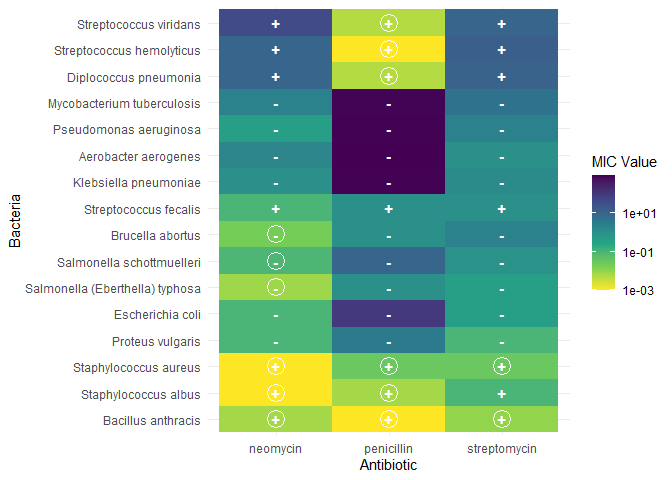 Streptococcus viridans + + +
Streptococcus hemolyticus + + +
Diplococcus pneumonia + + +
Mycobacterium tuberculosis - - -
Pseudomonas aeruginosa - - -
Aerobacter aerogenes - - -
Klebsiella pneumoniae - - -
Streptococcus fecalis + + +
Brucella abortus - - -
Salmonella schottmuelleri - - -
Salmonella (Eberthella) typhosa - - -
Escherichia coli - - -
Proteus vulgaris - - -
Staphylococcus aureus + + +
Staphylococcus albus + + +
Bacillus anthracis + + +
Bacteria
neomycin penicillin streptomycin
Antibiotic
MIC Value
1e+01
1e-01
1e-03